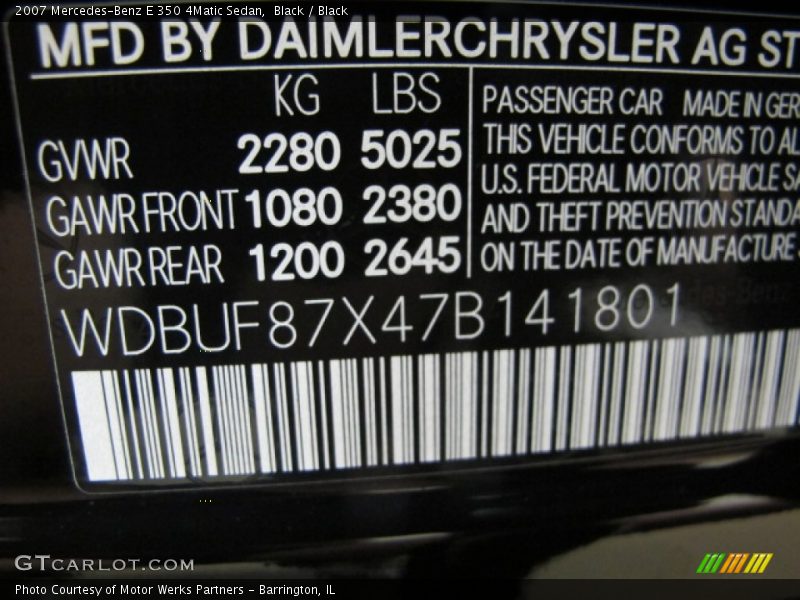 2007 Mercedes-Benz E 350 4Matic Sedan, Black / Black
MFD BY DAIMLERCHRYSLER AG ST
KG LBS
GVWR 2280 5025
GAWR FRONT 1080 2380
GAWR REAR 1200 2645
PASSENGER CAR MADE IN GER
THIS VEHICLE CONFORMS TO AL
U.S. FEDERAL MOTOR VEHICLE SA
AND THEFT PREVENTION STANDA
ON THE DATE OF MANUFACTURE
WDBUF87X47B141801
GTCARLOT.COM
Photo Courtesy of Motor Werks Partners - Barrington, IL